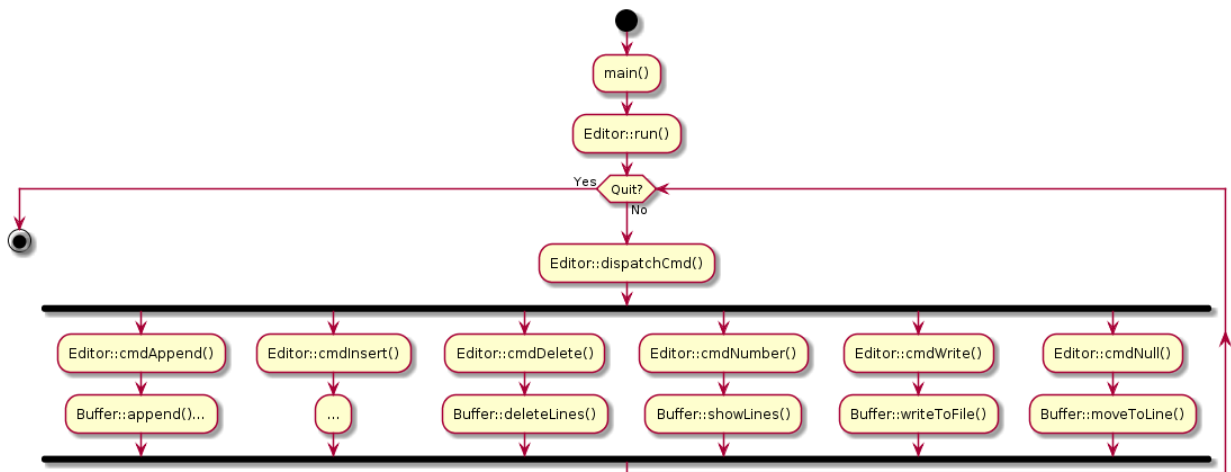 main()
Editor::run()
Yes
Quit?
No
Editor::dispatchCmd()
Editor::cmdAppend()
Editor::cmdInsert()
Editor::cmdDelete()
Editor::cmdNumber()
Editor::cmdWrite()
Editor::cmdNull()
Buffer::append()...
...
Buffer::deleteLines()
Buffer::showLines()
Buffer::writeToFile()
Buffer::moveToLine()